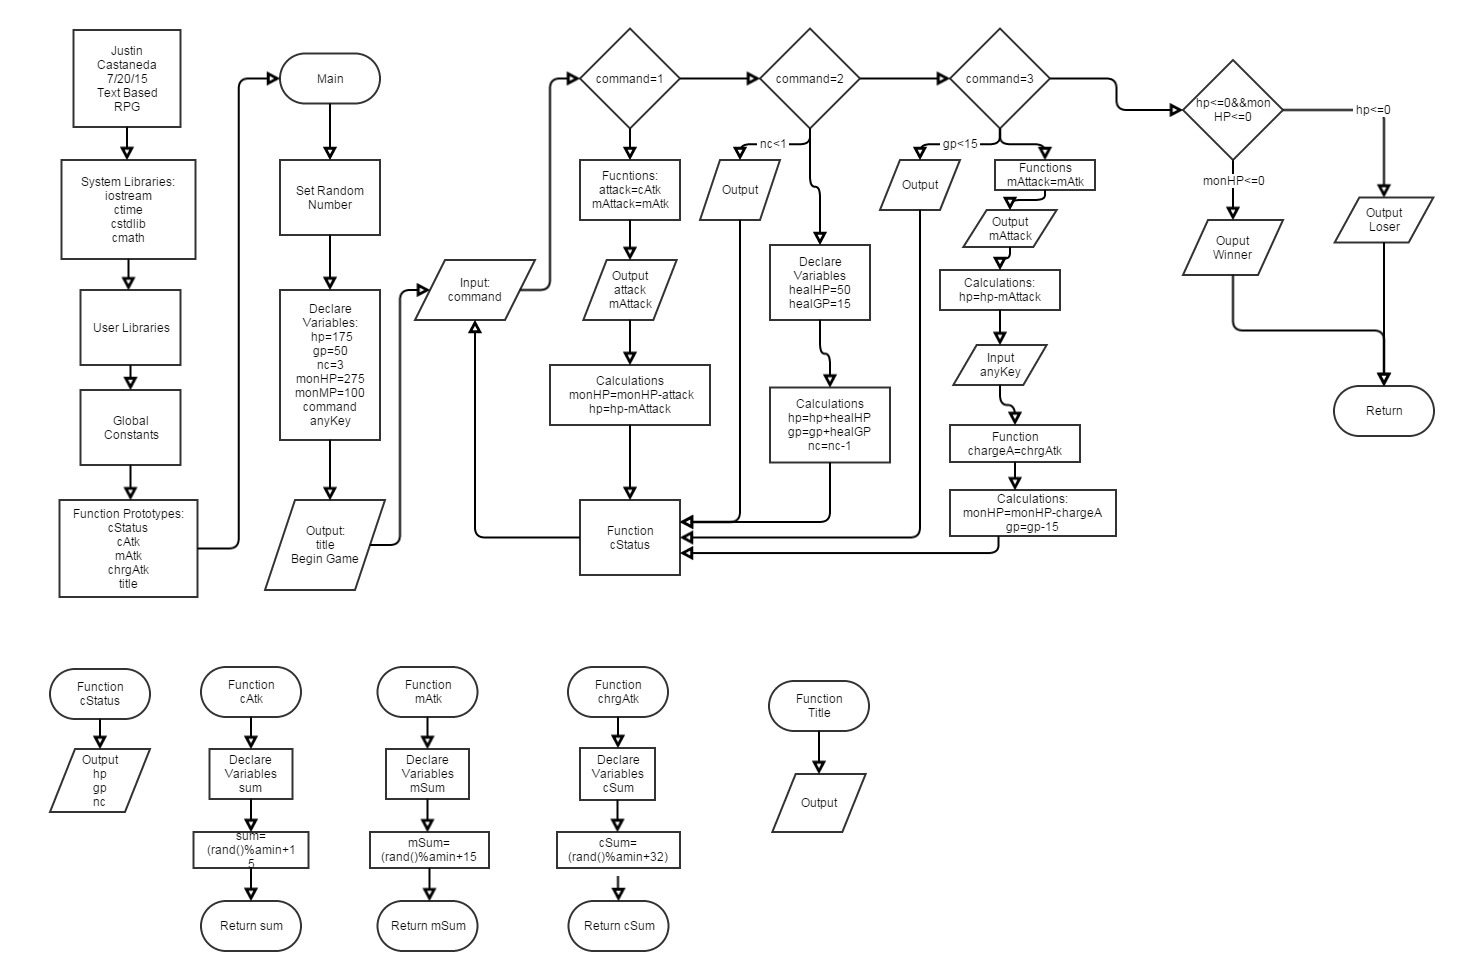 Justin
Castaneda
7/20/15
Text Based
RPG
System Libraries:
iostream
ctime
cstdlib
cmath
User Libraries
Global
Constants
Function Prototypes:
cStatus
cAtk
mAtk
chrgAtk
title
Main
Set Random
Number
Declare
Variables:
hp=175
gp=50
nc=3
monHP=275
monMP=100
command
anyKey
Output:
title
Begin Game
Input:
command
command=1
Fucntions:
attack=cAtk
mAttack=mAtk
Output
attack
mAttack
Calculations
monHP=monHP-attack
hp=hp-mAttack
Function
cStatus
command=2
nc<1
Output
Declare
Variables
healHP=50
healGP=15
Calculations
hp=hp+healHP
gp=gp+healGP
nc=nc-1
command=3
gp<15
Output
Functions
mAttack=mAtk
Output
mAttack
Calculations:
hp=hp-mAttack
Input
anyKey
Function
chargeA=chrgAtk
Calculations:
monHP=monHP-chargeA
gp=gp-15
hp<=0&&mon
HP<=0
monHP<=0
Ouput
Winner
hp<=0
Output
Loser
Return
Function
cStatus
Output
hp
gp
nc
Function
cAtk
Declare
Variables
sum
sum=
(rand()%amin+1
5
Return sum
Function
mAtk
Declare
Variables
mSum
mSum=
(rand()%amin+15
Return mSum
Function
chrgAtk
Declare
Variables
cSum
cSum=
(rand()%amin+32)
Return cSum
Function
Title
Output